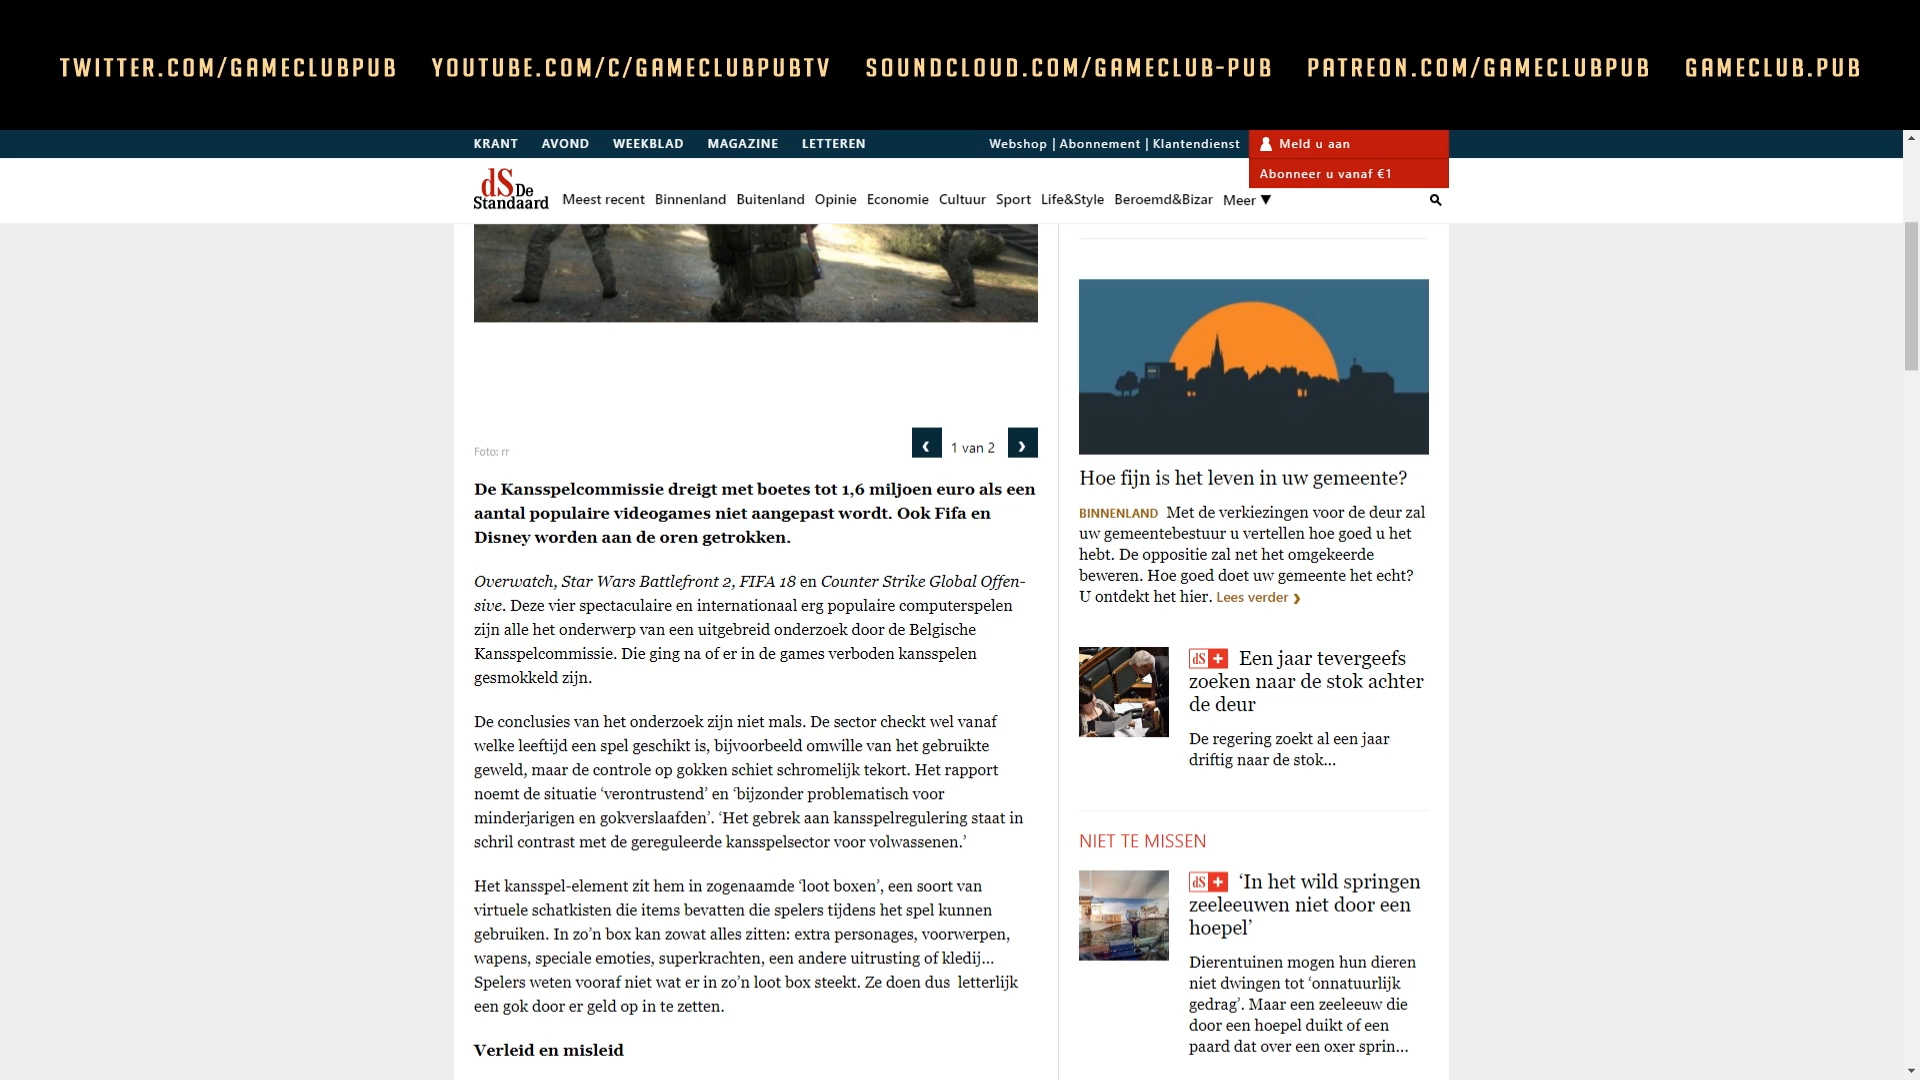 TWITTER.COM/GAMECLUBPUB YOUTUBE.COM/C/GAMECLUBPUBTV SOUNDCLOUD.COM/GAMECLUB-PUB PATREON.COM/GAMECLUBPUB GAMECLUB.PUB
KRANT AVOND WEEKBLAD MAGAZINE LETTEREN Webshop | Abonnement | Klantendienst Meld u aan
Abonneer u vanaf €1
dS De
Standaard
Meest recent Binnenland Buitenland Opinie Economie Cultuur Sport Life&Style Beroemd&Bizar Meer ▼
Foto: rr
‹ 1 van 2 ›
De Kansspelcommissie dreigt met boetes tot 1,6 miljoen euro als een
aantal populaire videogames niet aangepast wordt. Ook Fifa en
Disney worden aan de oren getrokken.
Overwatch, Star Wars Battlefront 2, FIFA 18 en Counter Strike Global Offen-
sive. Deze vier spectaculaire en internationaal erg populaire computerspelen
zijn alle het onderwerp van een uitgebreid onderzoek door de Belgische
Kansspelcommissie. Die ging na of er in de games verboden kansspelen
gesmokkeld zijn.
De conclusies van het onderzoek zijn niet mals. De sector checkt wel vanaf
welke leeftijd een spel geschikt is, bijvoorbeeld omwille van het gebruikte
geweld, maar de controle op gokken schiet schromelijk tekort. Het rapport
noemt de situatie ‘verontrustend’ en ‘bijzonder problematisch voor
minderjarigen en gokverslaafden’. ‘Het gebrek aan kansspelregulering staat in
schril contrast met de gereguleerde kansspelsector voor volwassenen.’
Het kansspel-element zit hem in zogenaamde ‘loot boxen’, een soort van
virtuele schatkisten die items bevatten die spelers tijdens het spel kunnen
gebruiken. In zo’n box kan zowat alles zitten: extra personages, voorwerpen,
wapens, speciale emoties, superkrachten, een andere uitrusting of kledij...
Spelers weten vooraf niet wat er in zo’n loot box steekt. Ze doen dus letterlijk
een gok door er geld op in te zetten.
Verleid en misleid
Hoe fijn is het leven in uw gemeente?
BINNENLAND Met de verkiezingen voor de deur zal
uw gemeentebestuur u vertellen hoe goed u het
hebt. De oppositie zal net het omgekeerde
beweren. Hoe goed doet uw gemeente het echt?
U ontdekt het hier. Lees verder ›
dS + Een jaar tevergeefs
zoeken naar de stok achter
de deur
De regering zoekt al een jaar
driftig naar de stok...
NIET TE MISSEN
dS + ‘In het wild springen
zeeleeuwen niet door een
hoepel’
Dierentuinen mogen hun dieren
niet dwingen tot ‘onnatuurlijk
gedrag’. Maar een zeeleeuw die
door een hoepel duikt of een
paard dat over een oxer sprin...